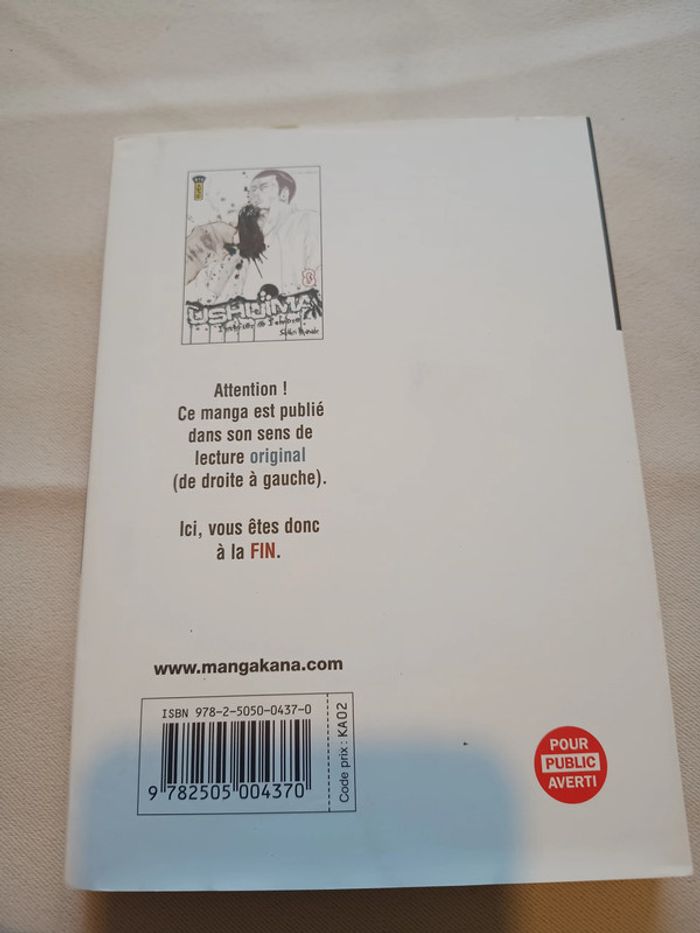 USHIJIMA
Attention !
Ce manga est publié
dans son sens de
lecture original
(de droite à gauche).
Ici, vous êtes donc
à la FIN.
www.mangakana.com
ISBN 978-2-5050-0437-0
9 782505 004370
Code prix : KA02
POUR
PUBLIC
AVERTI